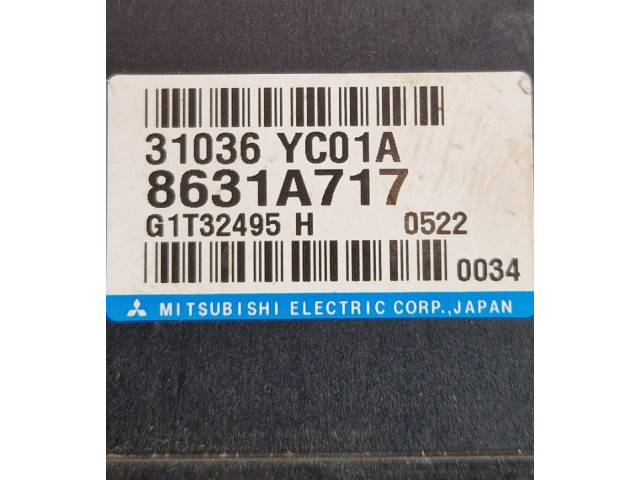 31036 YC01A
8631A717
G1T32495 H 0522
0034
MITSUBISHI ELECTRIC CORP.,JAPAN